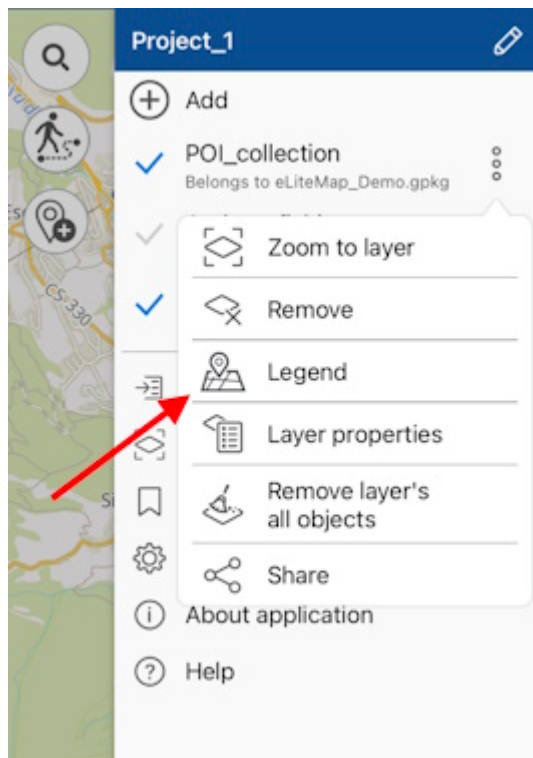 Project_1
Add
POI_collection
Belongs to eLiteMap_Demo.gpkg
Zoom to layer
Remove
CS-330
Legend
Layer properties
Remove layer's
all objects
Share
About application
Help